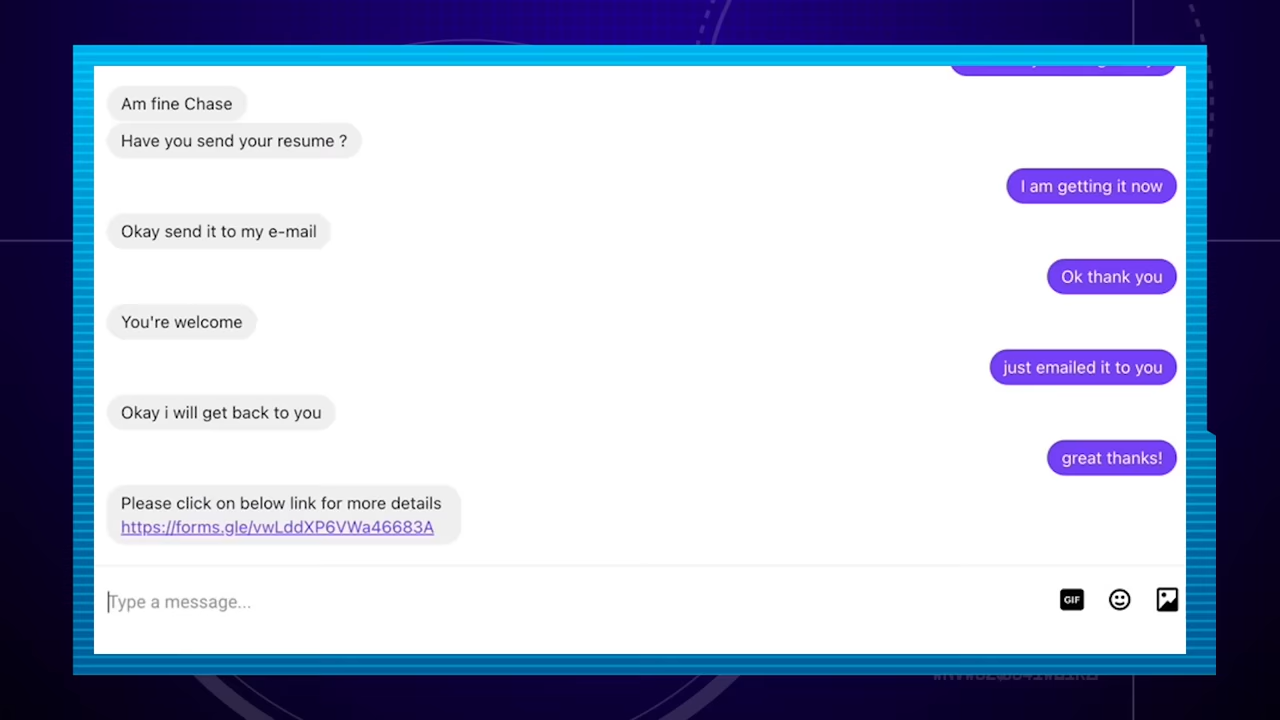 Am fine Chase
Have you send your resume ?
I am getting it now
Okay send it to my e-mail
Ok thank you
You're welcome
just emailed it to you
Okay i will get back to you
great thanks!
Please click on below link for more details
https://forms.gle/vwLddXP6VWa46683A
Type a message...
GIF